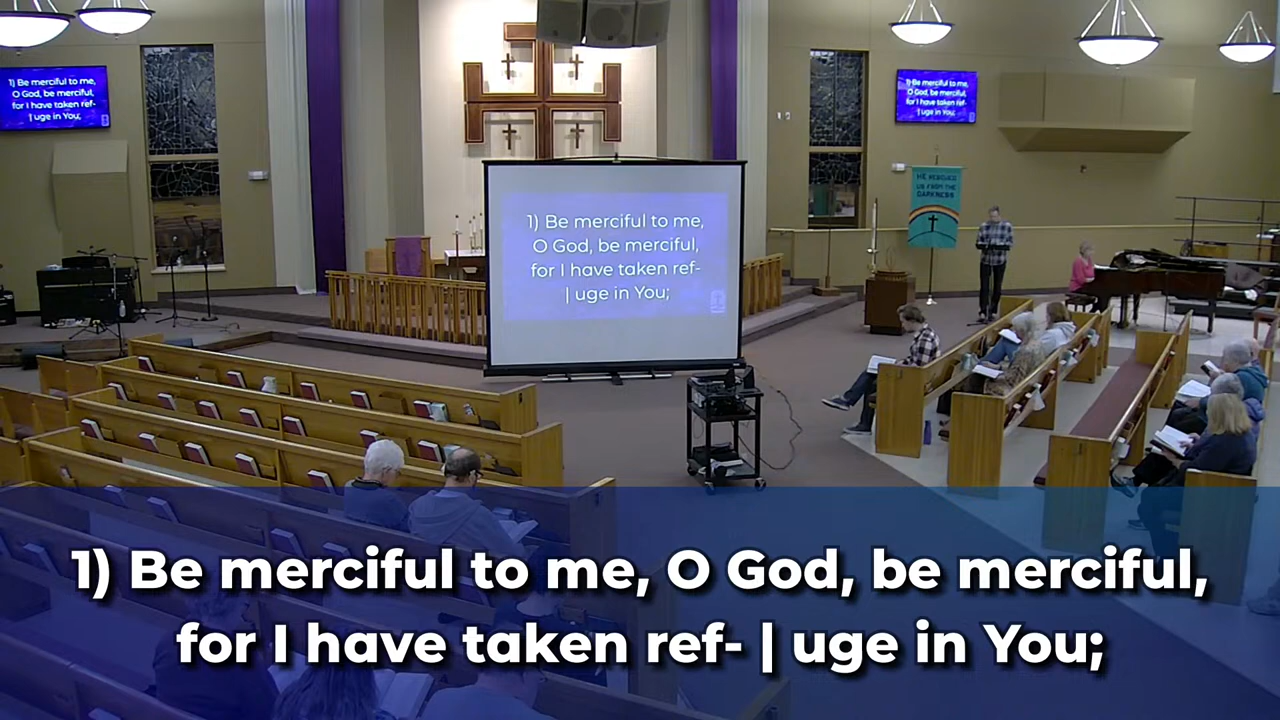 1) Be merciful to me,
O God, be merciful,
for I have taken ref-
| uge in You;
1) Be merciful to me,
O God, be merciful,
for I have taken ref-
| uge in You;
HE RESCUED
US FROM THE
DARKNESS
1) Be merciful to me,
O God, be merciful,
for I have taken ref-
| uge in You;
1) Be merciful to me, O God, be merciful,
for I have taken ref- | uge in You;